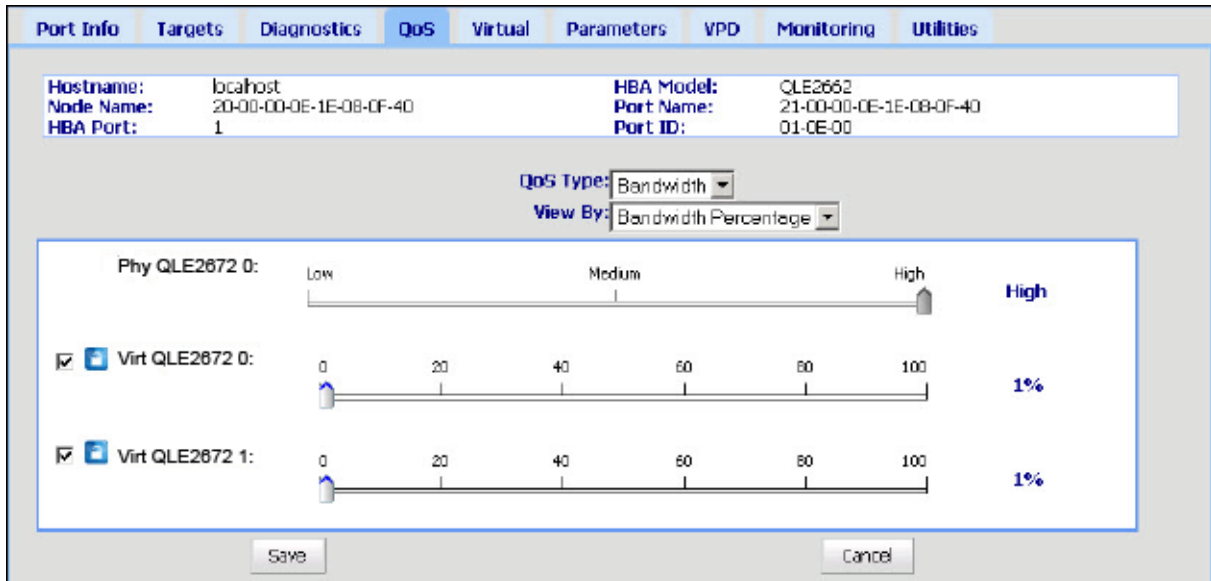 Port Info Targets Diagnostics QoS Virtual Parameters VPD Monitoring Utilities
Hostname: localhost HBA Model: QLE2662
Node Name: 20-00-00-0E-1E-08-0F-40 Port Name: 21-00-00-0E-1E-08-0F-40
HBA Port: 1 Port ID: 01-0E-00
QoS Type: Bandwidth
View By: Bandwidth Percentage
Phy QLE2672 0: Low Medium High High
Virt QLE2672 0: 0 20 40 60 80 100 1%
Virt QLE2672 1: 0 20 40 60 80 100 1%
Save Cancel